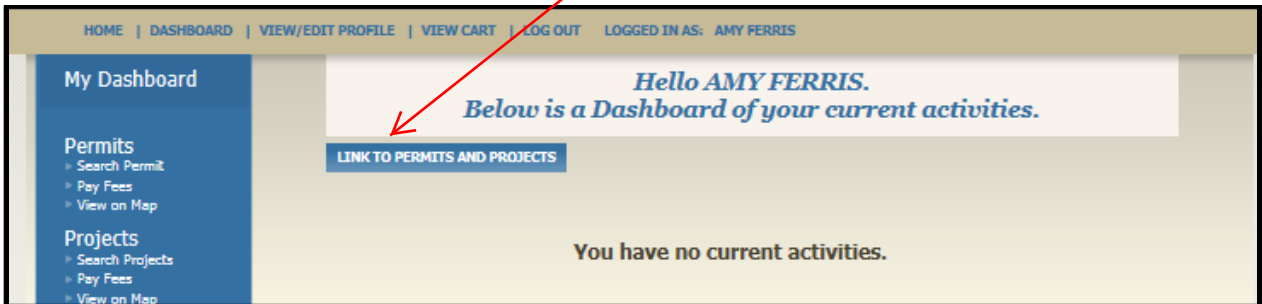 HOME | DASHBOARD | VIEW/EDIT PROFILE | VIEW CART | LOG OUT LOGGED IN AS: AMY FERRIS
My Dashboard
Hello AMY FERRIS.
Below is a Dashboard of your current activities.
LINK TO PERMITS AND PROJECTS
Permits
Search Permit
Pay Fees
View on Map
Projects
Search Projects
Pay Fees
View on Map
You have no current activities.